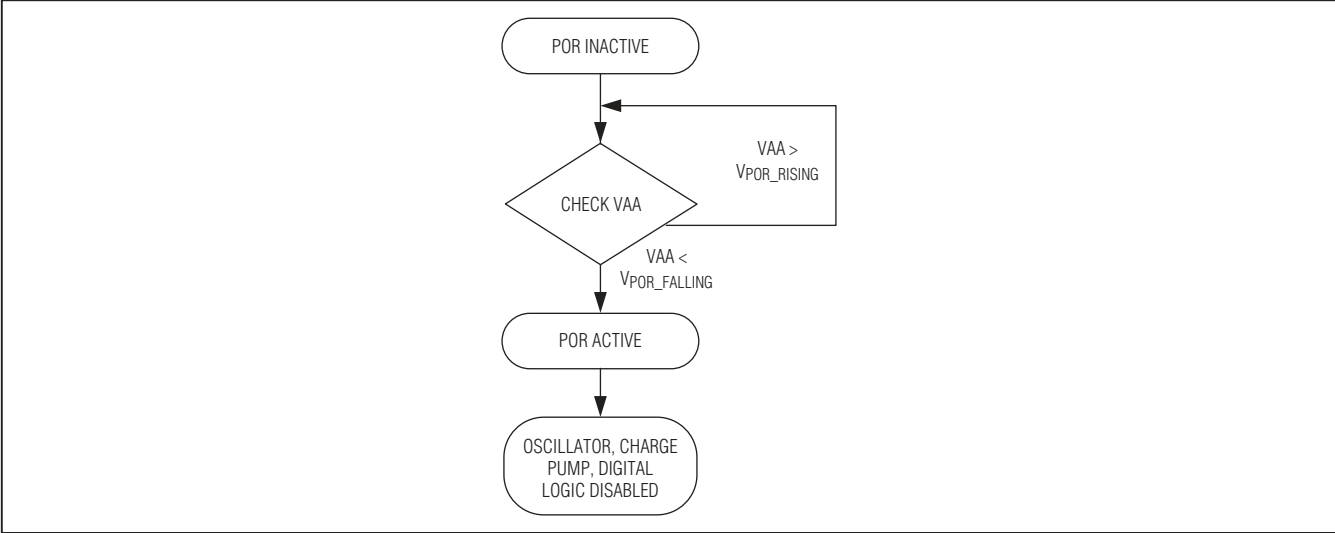 POR INACTIVE
VAA >
VPOR_RISING
CHECK VAA
VAA <
VPOR_FALLING
POR ACTIVE
OSCILLATOR, CHARGE
PUMP, DIGITAL
LOGIC DISABLED